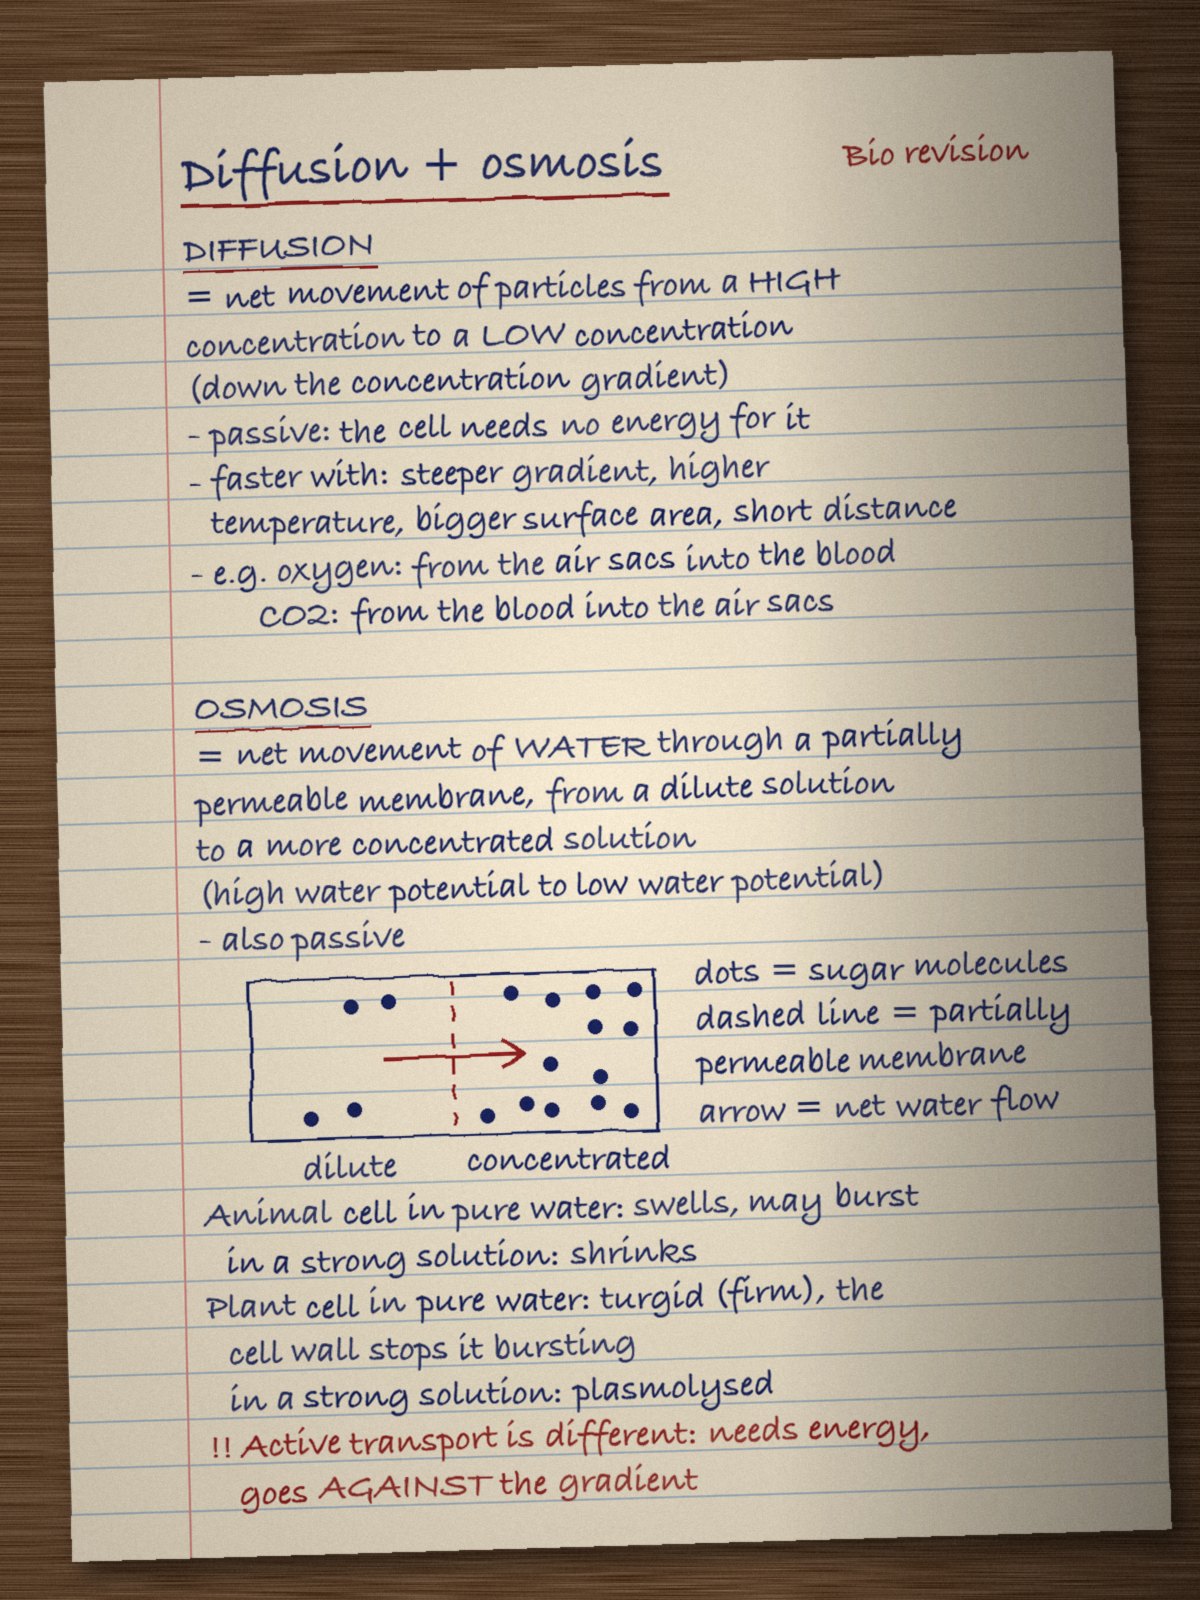 Diffusion + osmosis
Bio revision
DIFFUSION
= net movement of particles from a HIGH
concentration to a LOW concentration
(down the concentration gradient)
- passive: the cell needs no energy for it
- faster with: steeper gradient, higher
temperature, bigger surface area, short distance
- e.g. oxygen: from the air sacs into the blood
CO2: from the blood into the air sacs
OSMOSIS
= net movement of WATER through a partially
permeable membrane, from a dilute solution
to a more concentrated solution
(high water potential to low water potential)
- also passive
dots = sugar molecules
dashed line = partially
permeable membrane
arrow = net water flow
dilute
concentrated
Animal cell in pure water: swells, may burst
in a strong solution: shrinks
Plant cell in pure water: turgid (firm), the
cell wall stops it bursting
in a strong solution: plasmolysed
!! Active transport is different: needs energy,
goes AGAINST the gradient